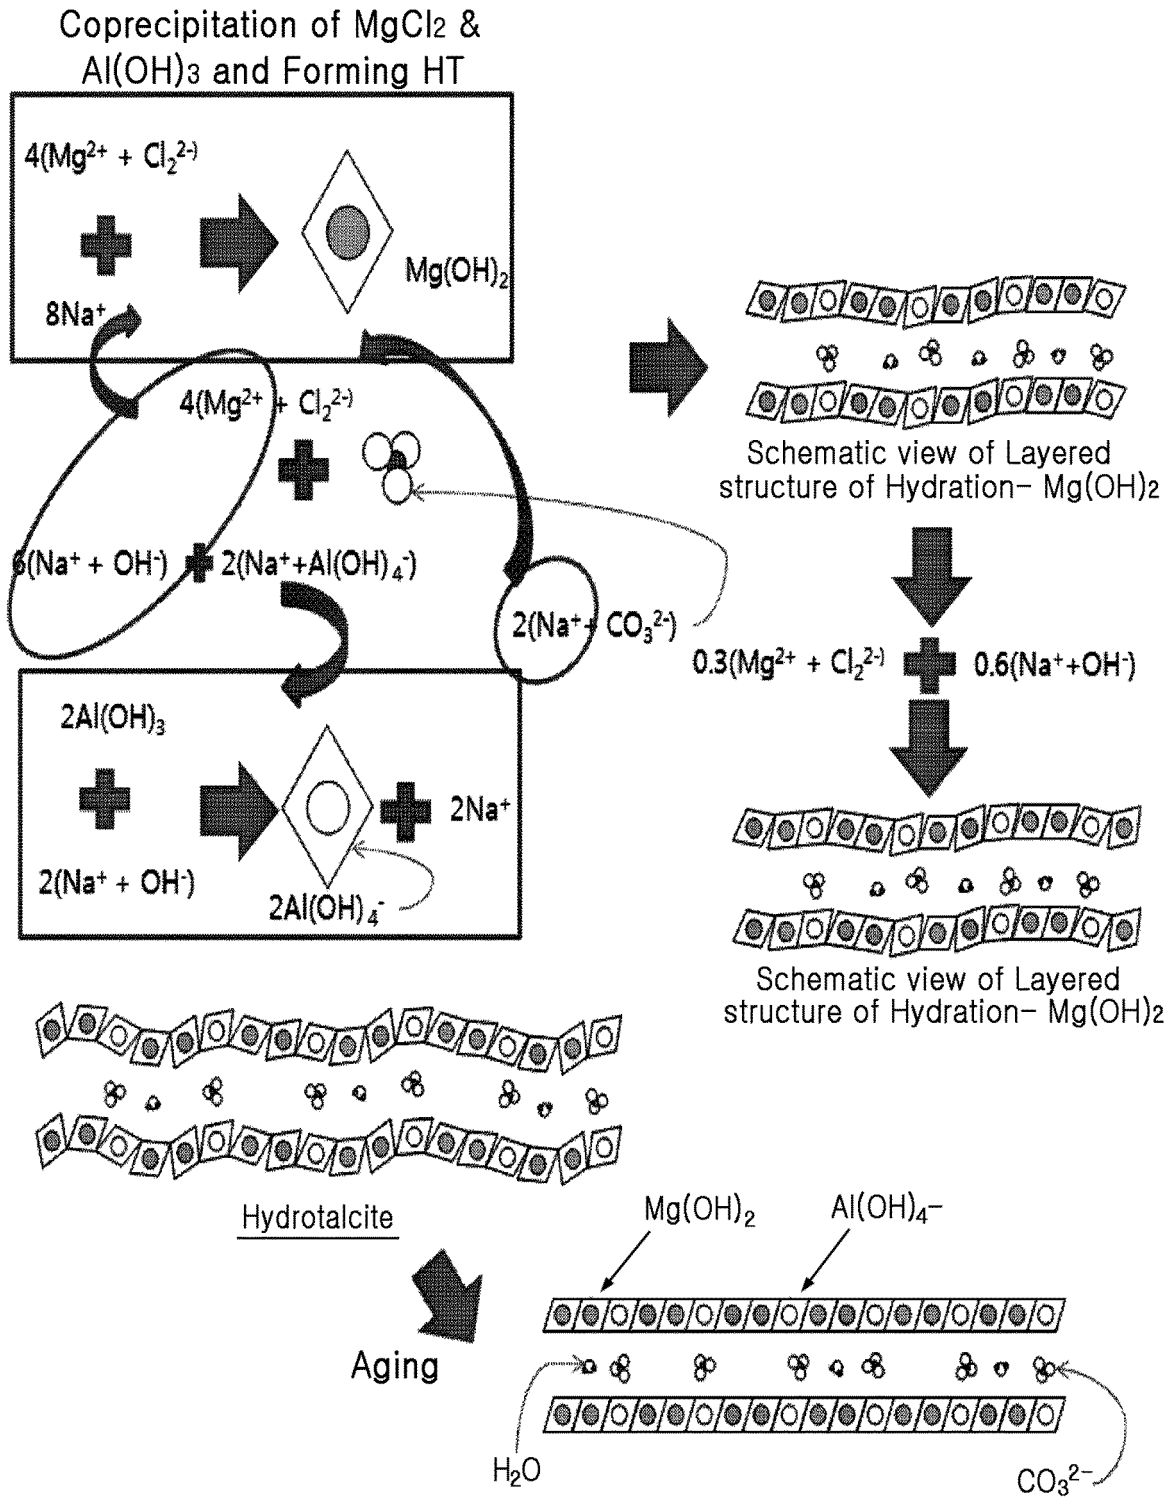 Coprecipitation of MgCl2 &
Al(OH)3 and Forming HT
4(Mg²⁺ + Cl₂²⁻)
8Na⁺
Mg(OH)₂
4(Mg²⁺ + Cl₂²⁻)
6(Na⁺ + OH⁻) 2(Na⁺+Al(OH)₄⁻)
2(Na⁺+ CO₃²⁻)
2Al(OH)₃
2(Na⁺ + OH⁻)
2Na⁺
2Al(OH)₄⁻
Schematic view of Layered
structure of Hydration- Mg(OH)₂
0.3(Mg²⁺ + Cl₂²⁻) 0.6(Na⁺+OH⁻)
Schematic view of Layered
structure of Hydration- Mg(OH)₂
Hydrotalcite
Aging
Mg(OH)₂ Al(OH)₄⁻
H₂O
CO₃²⁻